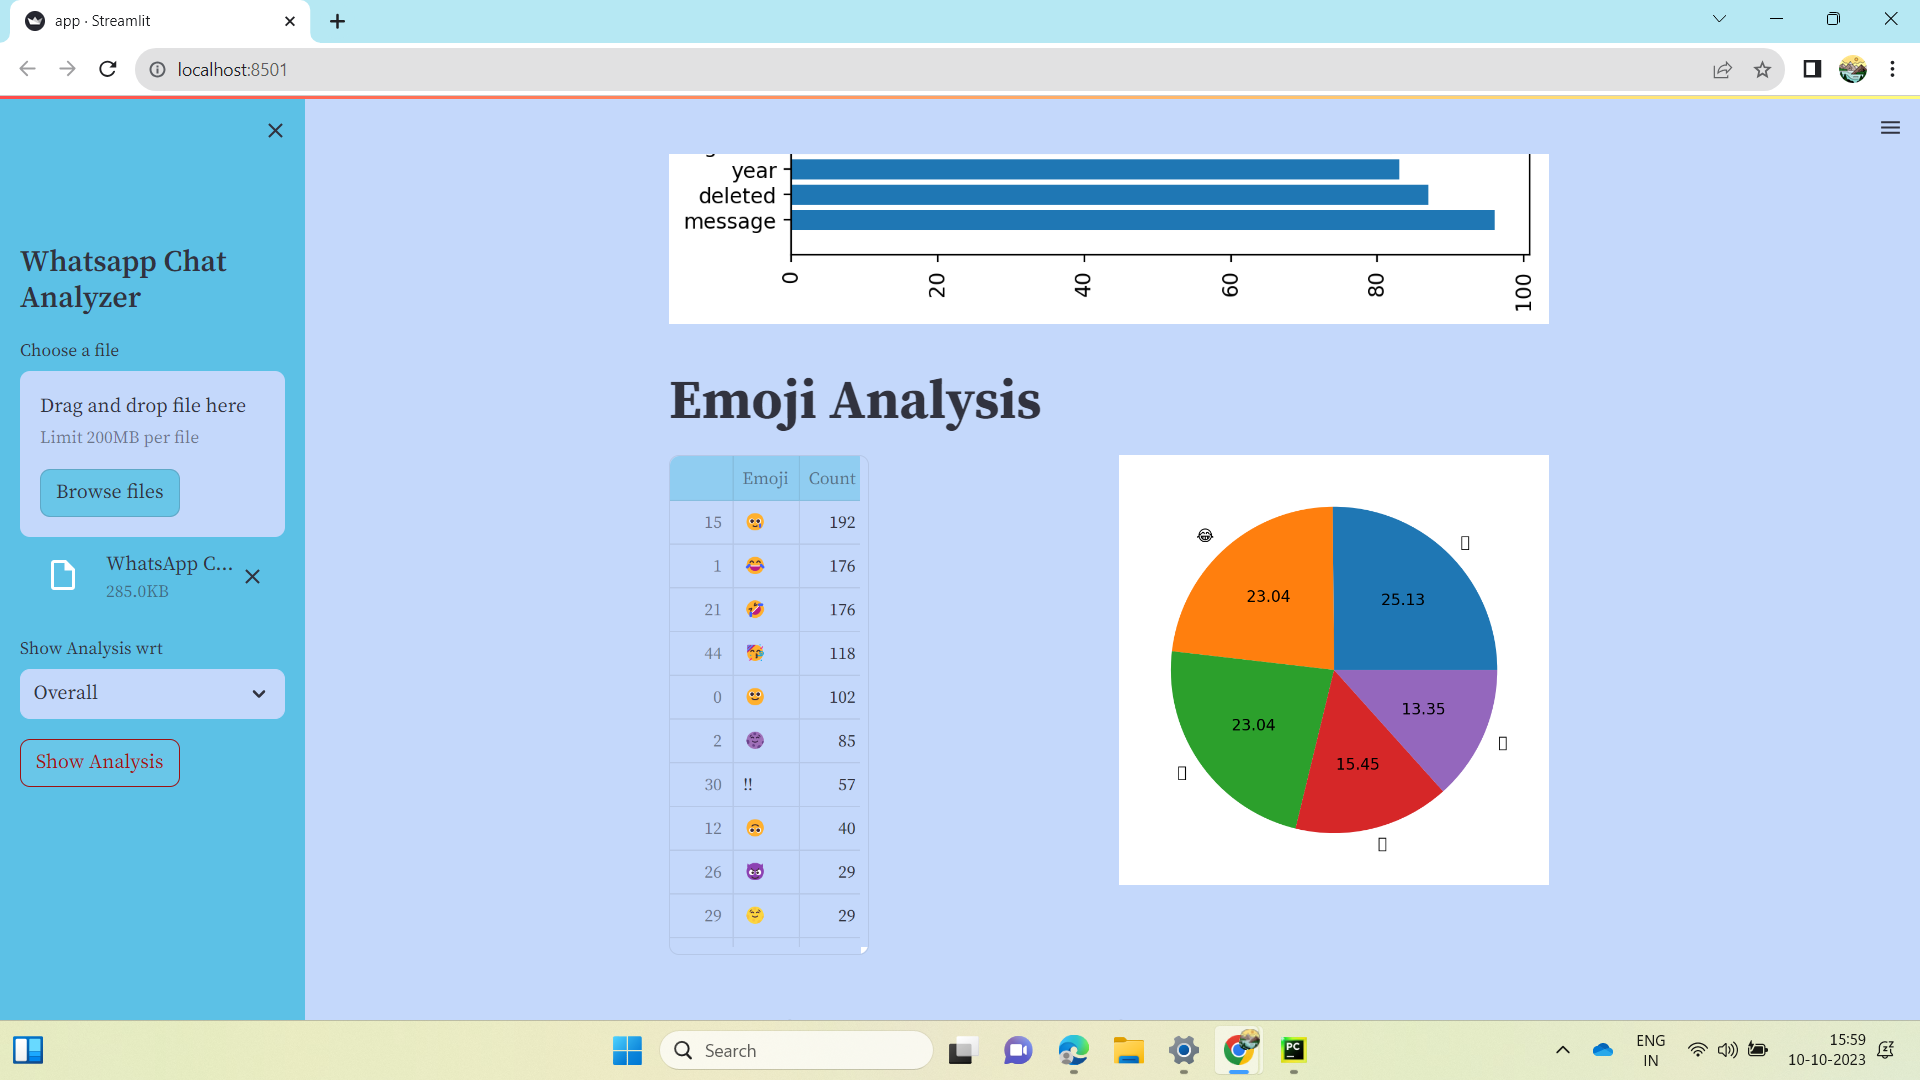 app · Streamlit
localhost:8501
Whatsapp Chat
Analyzer
Choose a file
Drag and drop file here
Limit 200MB per file
Browse files
WhatsApp C...
285.0KB
Show Analysis wrt
Overall
Show Analysis
year
deleted
message
0 20 40 60 80 100
Emoji Analysis
Emoji Count
15 🥲 192
1 😂 176
21 🤣 176
44 🥳 118
0 🙂 102
2 🌚 85
30 ‼ 57
12 🙃 40
26 😈 29
29 🌝 29
😂
23.04
25.13
23.04
15.45
13.35
Search
PC
ENG
IN
15:59
10-10-2023